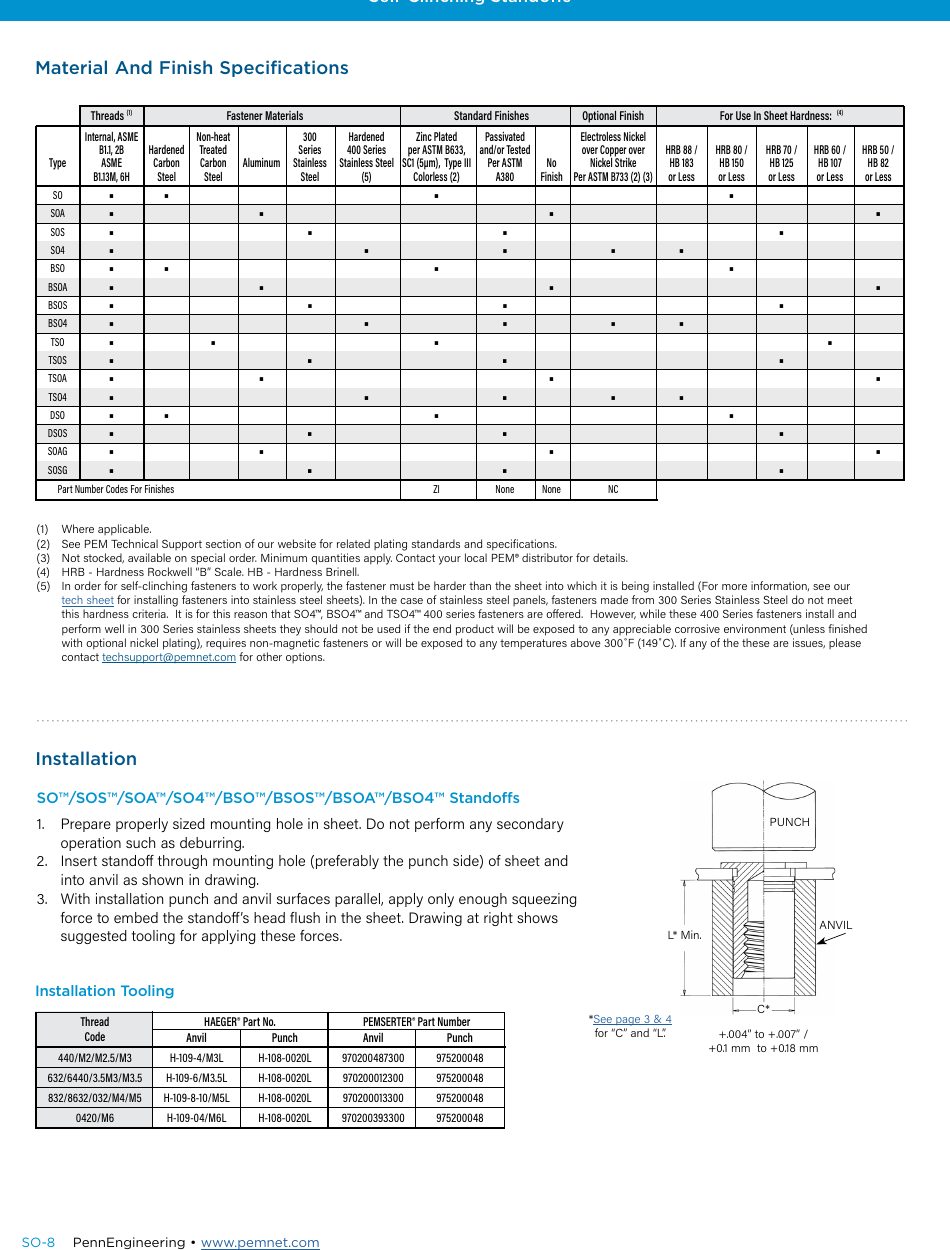 Self-Clinching Standoffs
Material And Finish Specifications
Threads (1) Fastener Materials Standard Finishes Optional Finish For Use In Sheet Hardness: (4)
Type
Internal, ASME
B1.1, 2B
ASME
B1.13M, 6H
Hardened
Carbon
Steel
Non-heat
Treated
Carbon
Steel
Aluminum
300
Series
Stainless
Steel
Hardened
400 Series
Stainless Steel
(5)
Zinc Plated
per ASTM B633,
SC1 (5µm), Type III
Colorless (2)
Passivated
and/or Tested
Per ASTM
A380
No
Finish
Electroless Nickel
over Copper over
Nickel Strike
Per ASTM B733 (2) (3)
HRB 88 /
HB 183
or Less
HRB 80 /
HB 150
or Less
HRB 70 /
HB 125
or Less
HRB 60 /
HB 107
or Less
HRB 50 /
HB 82
or Less
SO ▪ ▪ ▪ ▪
SOA ▪ ▪ ▪ ▪
SOS ▪ ▪ ▪ ▪
SO4 ▪ ▪ ▪ ▪ ▪
BSO ▪ ▪ ▪ ▪
BSOA ▪ ▪ ▪ ▪
BSOS ▪ ▪ ▪ ▪
BSO4 ▪ ▪ ▪ ▪ ▪
TSO ▪ ▪ ▪ ▪
TSOS ▪ ▪ ▪ ▪
TSOA ▪ ▪ ▪ ▪
TSO4 ▪ ▪ ▪ ▪ ▪
DSO ▪ ▪ ▪ ▪
DSOS ▪ ▪ ▪ ▪
SOAG ▪ ▪ ▪ ▪
SOSG ▪ ▪ ▪ ▪
Part Number Codes For Finishes ZI None None NC
(1) Where applicable.
(2) See PEM Technical Support section of our website for related plating standards and specifications.
(3) Not stocked, available on special order. Minimum quantities apply. Contact your local PEM® distributor for details.
(4) HRB - Hardness Rockwell "B" Scale. HB - Hardness Brinell.
(5) In order for self-clinching fasteners to work properly, the fastener must be harder than the sheet into which it is being installed (For more information, see our
tech sheet for installing fasteners into stainless steel sheets). In the case of stainless steel panels, fasteners made from 300 Series Stainless Steel do not meet
this hardness criteria. It is for this reason that SO4™, BSO4™ and TSO4™ 400 series fasteners are offered. However, while these 400 Series fasteners install and
perform well in 300 Series stainless sheets they should not be used if the end product will be exposed to any appreciable corrosive environment (unless finished
with optional nickel plating), requires non-magnetic fasteners or will be exposed to any temperatures above 300˚F (149˚C). If any of the these are issues, please
contact techsupport@pemnet.com for other options.
Installation
SO™/SOS™/SOA™/SO4™/BSO™/BSOS™/BSOA™/BSO4™ Standoffs
1. Prepare properly sized mounting hole in sheet. Do not perform any secondary
operation such as deburring.
2. Insert standoff through mounting hole (preferably the punch side) of sheet and
into anvil as shown in drawing.
3. With installation punch and anvil surfaces parallel, apply only enough squeezing
force to embed the standoff's head flush in the sheet. Drawing at right shows
suggested tooling for applying these forces.
PUNCH
ANVIL
L* Min.
C*
*See page 3 & 4
for "C" and "L".
+.004" to +.007" /
+0.1 mm to +0.18 mm
Installation Tooling
Thread
Code
HAEGER® Part No. PEMSERTER® Part Number
Anvil Punch Anvil Punch
440/M2/M2.5/M3 H-109-4/M3L H-108-0020L 970200487300 975200048
632/6440/3.5M3/M3.5 H-109-6/M3.5L H-108-0020L 970200012300 975200048
832/8632/032/M4/M5 H-109-8-10/M5L H-108-0020L 970200013300 975200048
0420/M6 H-109-04/M6L H-108-0020L 970200393300 975200048
SO-8 PennEngineering • www.pemnet.com